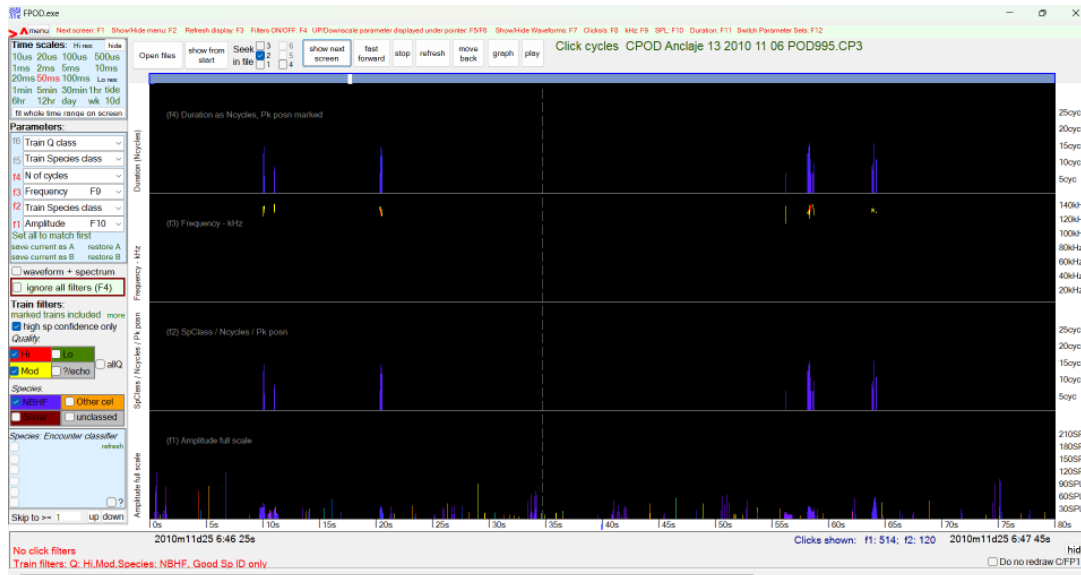 FPOD.exe
menu Next screen: F1 Show/Hide menu: F2 Refresh display: F3 Filters ON/OFF: F4 UP/Downscale parameter displayed under pointer: F5/F6 Show/Hide Waveforms: F7 Clicks/s: F8 kHz: F9 SPL: F10 Duration: F11 Switch Parameter Sets: F12
Time scales: Hi res hide
10us 20us 100us 500us
1ms 2ms 5ms 10ms
20ms 50ms 100ms Lo res
1min 5min 30min 1hr tide
6hr 12hr day wk 10d
fit whole time range on screen
Open files
show from start
Seek in file
3 6
2 5
1 4
show next screen
fast forward
stop
refresh
move back
graph
play
Click cycles CPOD Anclaje 13 2010 11 06 POD995.CP3
Parameters:
f6 Train Q class
f5 Train Species class
f4 N of cycles
f3 Frequency F9
f2 Train Species class
f1 Amplitude F10
Set all to match first
save current as A restore A
save current as B restore B
waveform + spectrum
ignore all filters (F4)
Train filters:
marked trains included more
high sp confidence only
Quality:
Hi Lo
Mod ?/echo allQ
Species:
NBHF Other cet
unclassed
Species: Encounter classifier
refresh
?
Skip to >= 1 up down
Duration (Ncycles)
(f4) Duration as Ncycles, Pk posn marked
25cyc
20cyc
15cyc
10cyc
5cyc
Frequency - kHz
(f3) Frequency - kHz
140kH
120kH
100kH
80kHz
60kHz
40kHz
20kHz
SpClass / Ncycles / Pk posn
(f2) SpClass / Ncycles / Pk posn
25cyc
20cyc
15cyc
10cyc
5cyc
Amplitude full scale
(f1) Amplitude full scale
210SP
180SP
150SP
120SP
90SPL
60SPL
30SPL
0s 5s 10s 15s 20s 25s 30s 35s 40s 45s 50s 55s 60s 65s 70s 75s 80s
2010m11d25 6:46 25s
Clicks shown: f1: 514; f2: 120 2010m11d25 6:47 45s
hid
No click filters
Train filters: Q: Hi,Mod,Species: NBHF, Good Sp ID only
Do no redraw C/FP1